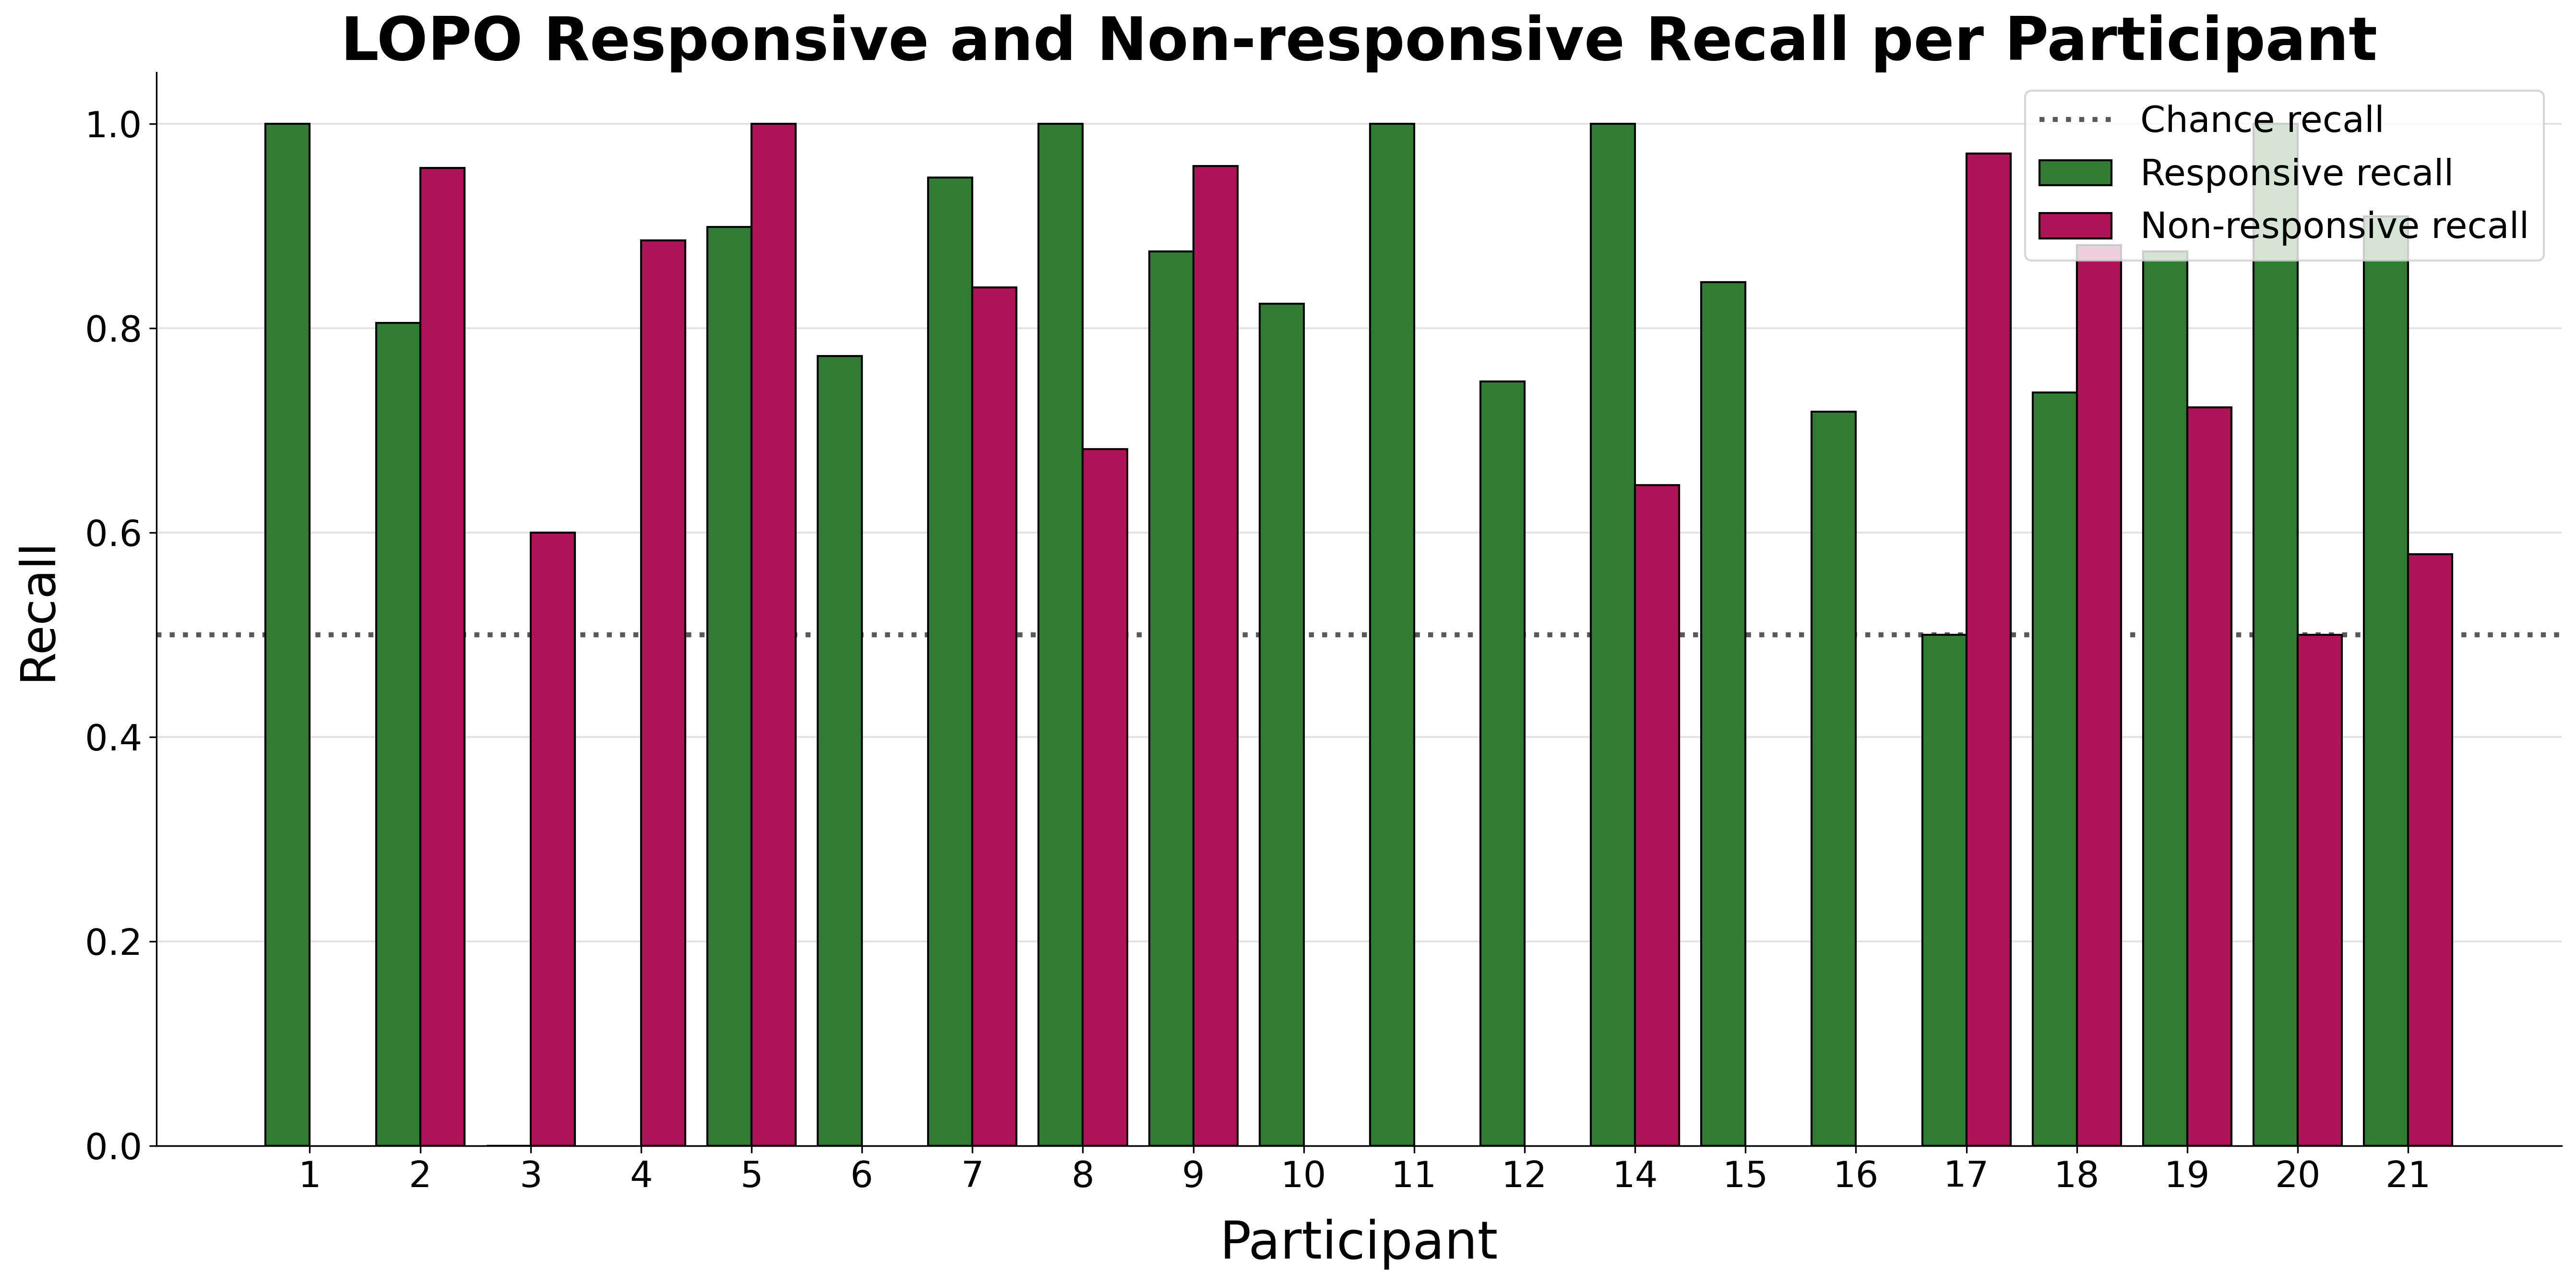 LOPO Responsive and Non-responsive Recall per Participant
Chance recall
Responsive recall
Non-responsive recall
1.0
0.8
0.6
0.4
0.2
0.0
Recall
1 2 3 4 5 6 7 8 9 10 11 12 14 15 16 17 18 19 20 21
Participant